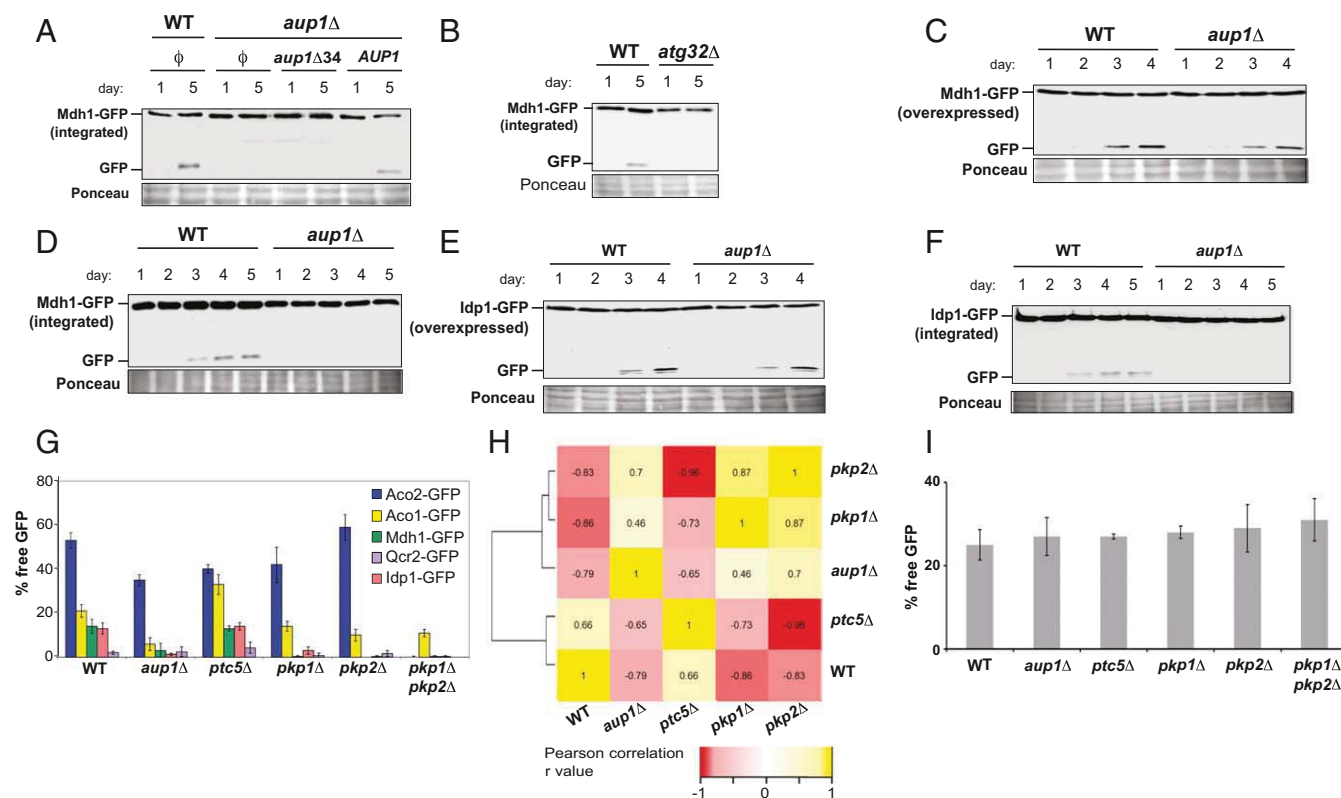 A
WT
aup1Δ
ϕ
ϕ
aup1Δ34
AUP1
day: 1 5 1 5 1 5 1 5
Mdh1-GFP
(integrated)
GFP
Ponceau
B
WT atg32Δ
day: 1 5 1 5
Mdh1-GFP
(integrated)
GFP
Ponceau
C
WT
aup1Δ
day: 1 2 3 4 1 2 3 4
Mdh1-GFP
(overexpressed)
GFP
Ponceau
D
WT
aup1Δ
day: 1 2 3 4 5 1 2 3 4 5
Mdh1-GFP
(integrated)
GFP
Ponceau
E
WT
aup1Δ
day: 1 2 3 4 1 2 3 4
Idp1-GFP
(overexpressed)
GFP
Ponceau
F
WT
aup1Δ
day: 1 2 3 4 5 1 2 3 4 5
Idp1-GFP
(integrated)
GFP
Ponceau
G
% free GFP
80
60
40
20
0
Aco2-GFP
Aco1-GFP
Mdh1-GFP
Qcr2-GFP
Idp1-GFP
WT aup1Δ ptc5Δ pkp1Δ pkp2Δ pkp1Δ
pkp2Δ
H
-0.83 0.7 -0.96 0.87 1 pkp2Δ
-0.86 0.46 -0.73 1 0.87 pkp1Δ
-0.79 1 -0.65 0.46 0.7 aup1Δ
0.66 -0.65 1 -0.73 -0.96 ptc5Δ
1 -0.79 0.66 -0.86 -0.83 WT
WT aup1Δ ptc5Δ pkp1Δ pkp2Δ
Pearson correlation
r value
-1 0 1
I
% free GFP
40
20
0
WT aup1Δ ptc5Δ pkp1Δ pkp2Δ pkp1Δ
pkp2Δ